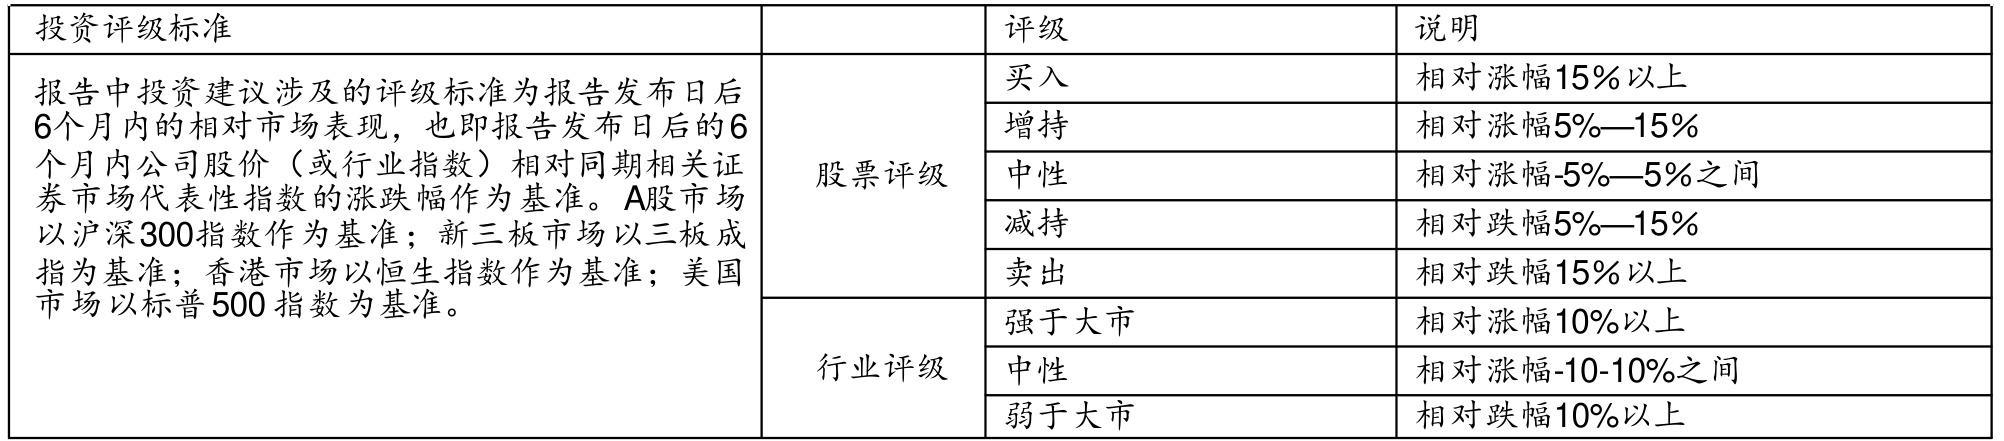 投资评级标准 评级 说明
报告中投资建议涉及的评级标准为报告发布日后
6个月内的相对市场表现，也即报告发布日后的6
个月内公司股价（或行业指数）相对同期相关证
券市场代表性指数的涨跌幅作为基准。A股市场
以沪深300指数作为基准；新三板市场以三板成
指为基准；香港市场以恒生指数作为基准；美国
市场以标普500 指数为基准。
股票评级
买入 相对涨幅15%以上
增持 相对涨幅5%—15%
中性 相对涨幅-5%—5%之间
减持 相对跌幅5%—15%
卖出 相对跌幅15%以上
行业评级
强于大市 相对涨幅10%以上
中性 相对涨幅-10-10%之间
弱于大市 相对跌幅10%以上